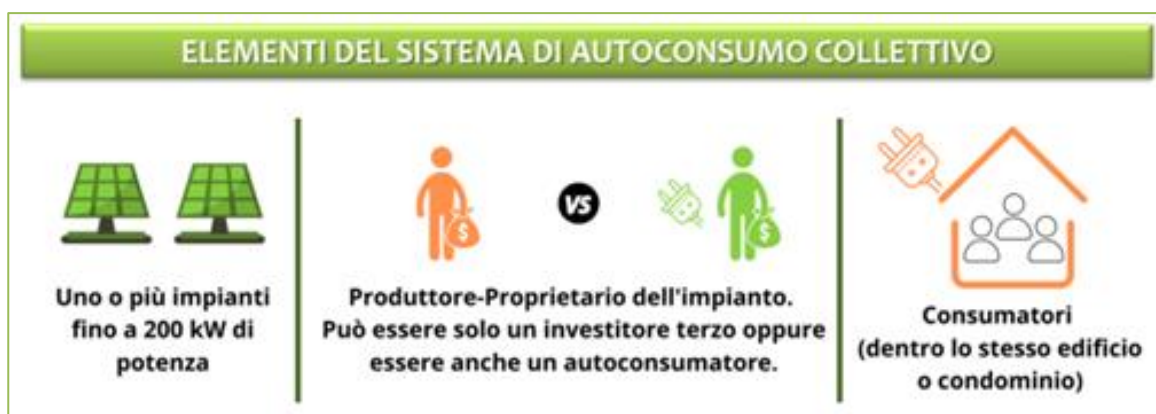 ELEMENTI DEL SISTEMA DI AUTOCONSUMO COLLETTIVO
Uno o più impianti
fino a 200 kW di
potenza
$
VS
$
Produttore-Proprietario dell'impianto.
Può essere solo un investitore terzo oppure
essere anche un autoconsumatore.
Consumatori
(dentro lo stesso edificio
o condominio)